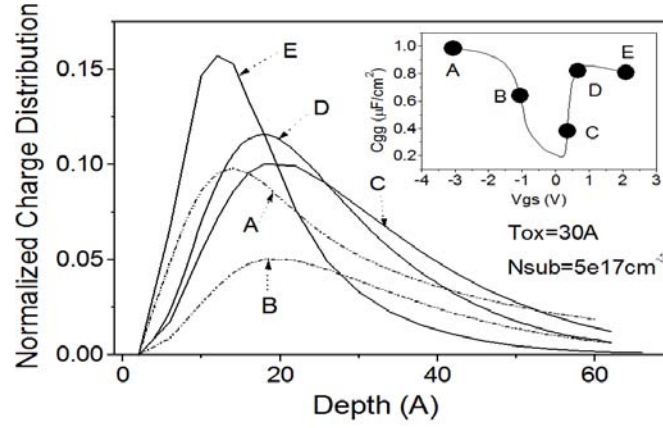 Normalized Charge Distribution
0.15
0.10
0.05
0.00
0
20
40
60
Depth (A)
E
D
A
C
B
Tox=30A
Nsub=5e17cm⁻³
Cgg (μF/cm²)
1.0
0.8
0.6
0.4
0.2
-4
-3
-2
-1
0
1
2
3
Vgs (V)
A
B
E
D
C